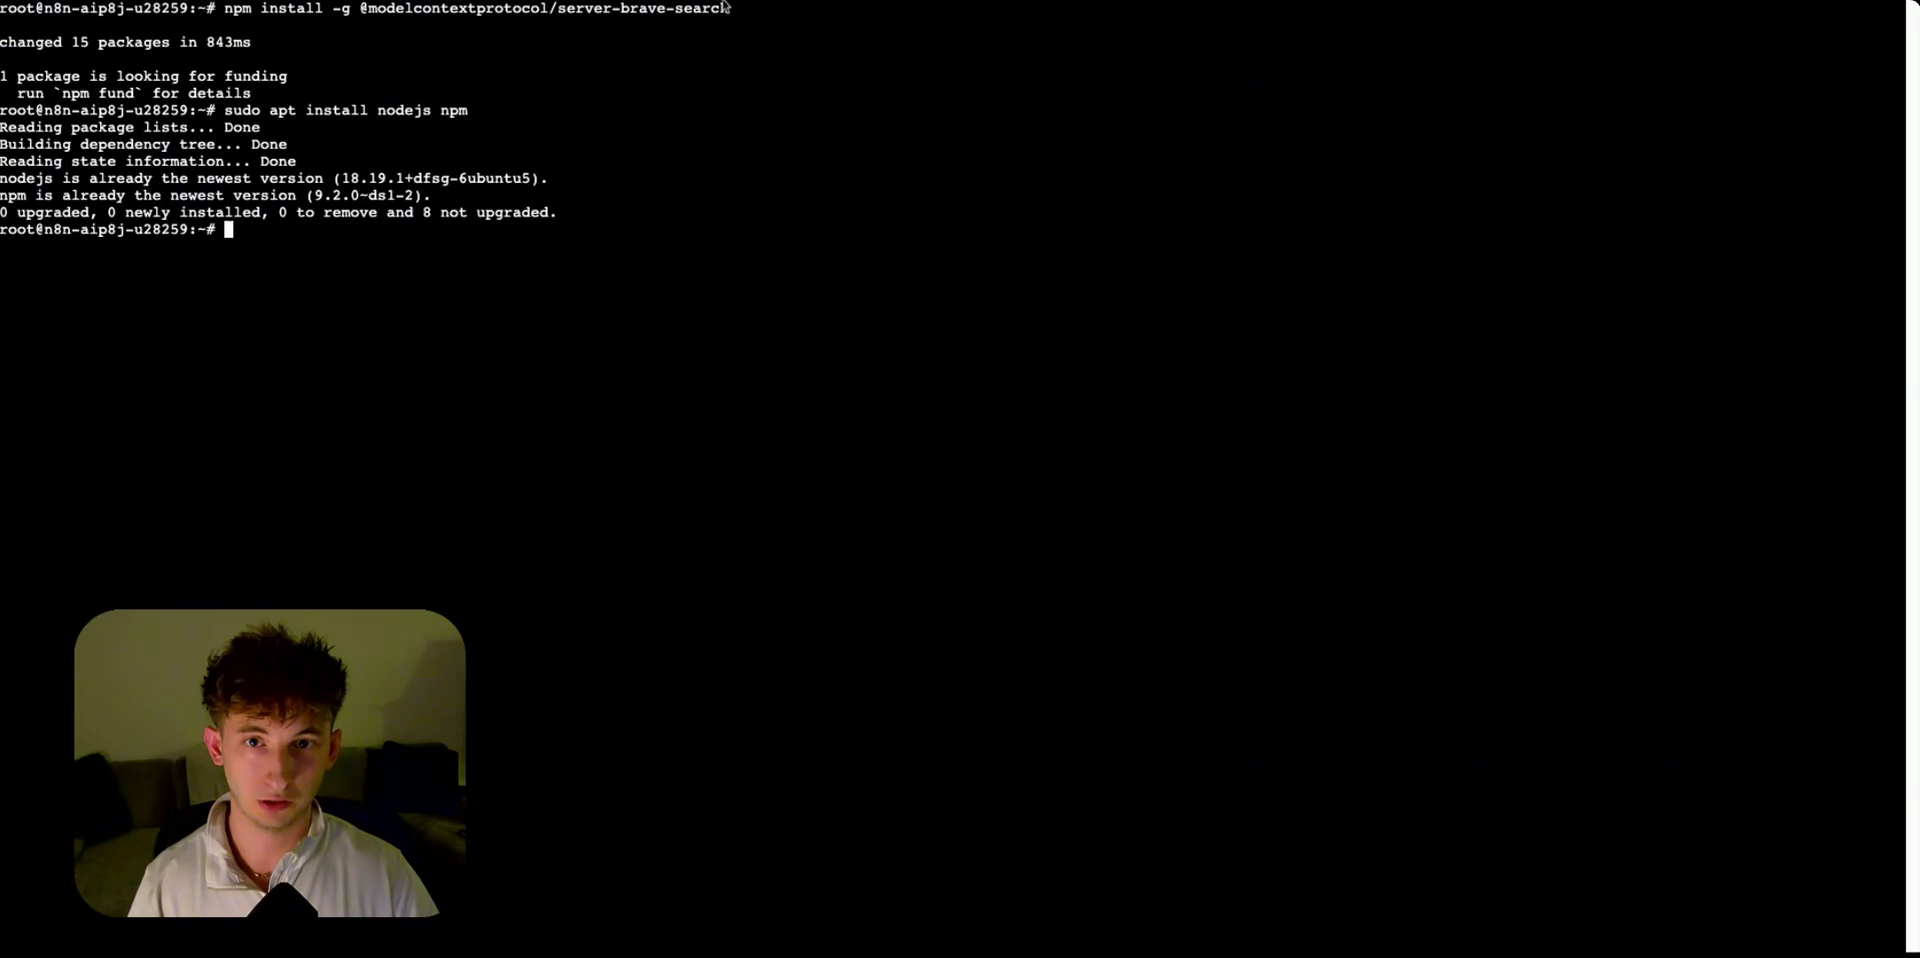 root@n8n-aip8j-u28259:~# npm install -g @modelcontextprotocol/server-brave-search
changed 15 packages in 843ms
1 package is looking for funding
run `npm fund` for details
root@n8n-aip8j-u28259:~# sudo apt install nodejs npm
Reading package lists... Done
Building dependency tree... Done
Reading state information... Done
nodejs is already the newest version (18.19.1+dfsg-6ubuntu5).
npm is already the newest version (9.2.0~ds1-2).
0 upgraded, 0 newly installed, 0 to remove and 8 not upgraded.
root@n8n-aip8j-u28259:~#